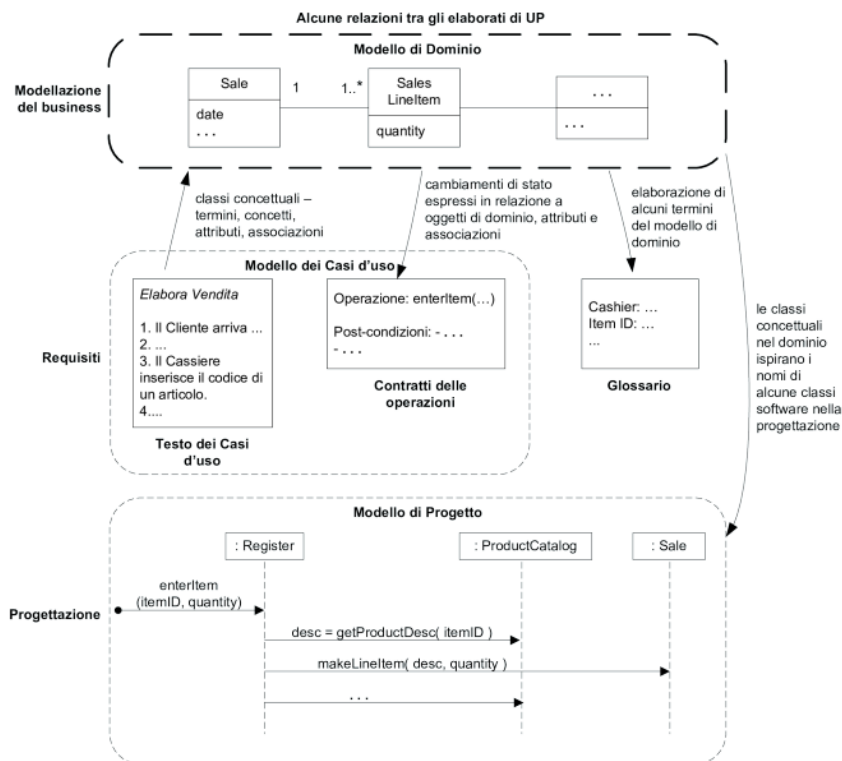 Alcune relazioni tra gli elaborati di UP
Modello di Dominio
Modellazione
del business
Sale
date
. . .
1
1..*
Sales
LineItem
quantity
. . .
. . .
classi concettuali –
termini, concetti,
attributi, associazioni
cambiamenti di stato
espressi in relazione a
oggetti di dominio, attributi e
associazioni
elaborazione di
alcuni termini
del modello di
dominio
Modello dei Casi d'uso
Requisiti
Elabora Vendita
1. Il Cliente arriva ...
2. ...
3. Il Cassiere
inserisce il codice di
un articolo.
4....
Testo dei Casi
d'uso
Operazione: enterItem(…)
Post-condizioni: - . . .
- . . .
Contratti delle
operazioni
Cashier: …
Item ID: …
...
Glossario
le classi
concettuali
nel dominio
ispirano i
nomi di
alcune classi
software nella
progettazione
Modello di Progetto
Progettazione
: Register
: ProductCatalog
: Sale
enterItem
(itemID, quantity)
desc = getProductDesc( itemID )
makeLineItem( desc, quantity )
. . .